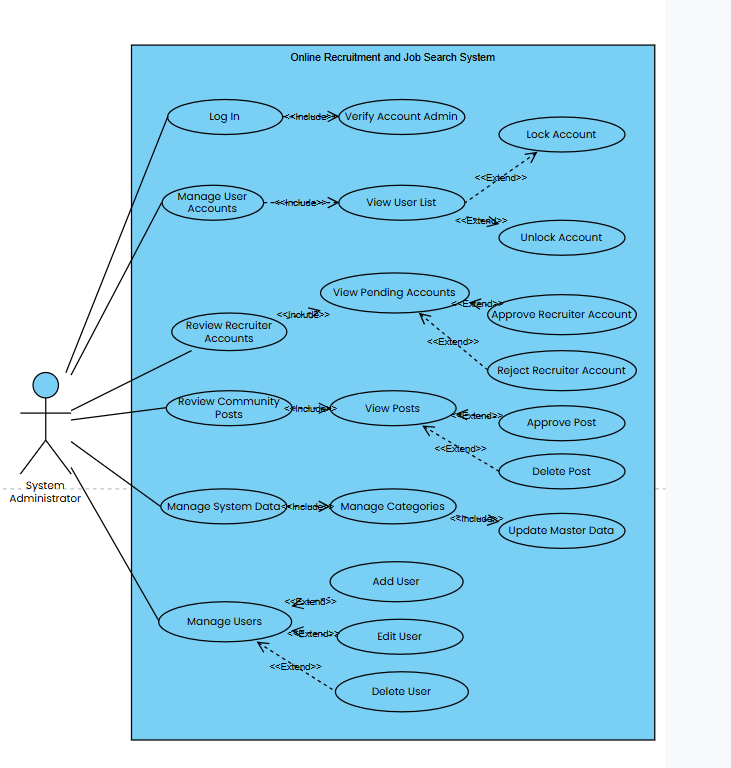 Online Recruitment and Job Search System
Log In
<<Include>>
Verify Account Admin
Lock Account
<<Extend>>
Manage User
Accounts
<<Include>>
View User List
<<Extend>>
Unlock Account
View Pending Accounts
<<Extend>>
Approve Recruiter Account
<<Include>>
Review Recruiter
Accounts
<<Extend>>
Reject Recruiter Account
Review Community
Posts
<<Include>>
View Posts
<<Extend>>
Approve Post
<<Extend>>
Delete Post
System
Administrator
Manage System Data
<<Include>>
Manage Categories
<<Include>>
Update Master Data
Add User
<<Extend>>
Manage Users
<<Extend>>
Edit User
<<Extend>>
Delete User